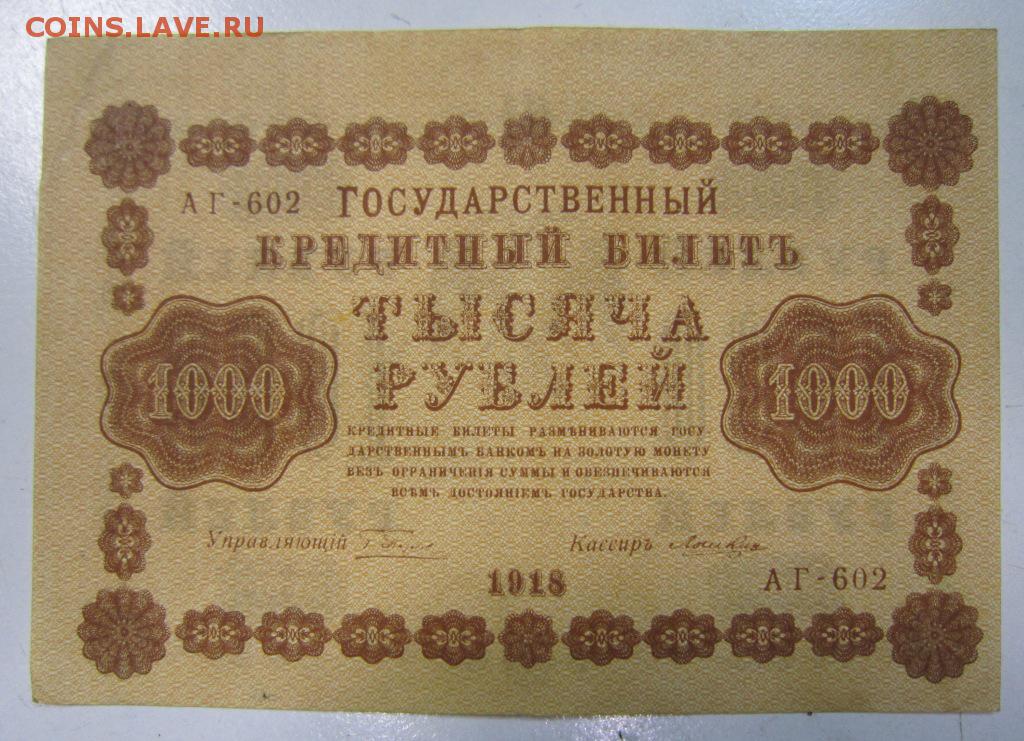 COINS.LAVE.RU
АГ-602 ГОСУДАРСТВЕННЫЙ
КРЕДИТНЫЙ БИЛЕТЪ
ТЫСЯЧА
РУБЛЕЙ
1000 1000
КРЕДИТНЫЕ БИЛЕТЫ РАЗМѢНИВАЮТСЯ ГОСУ-
ДАРСТВЕННЫМЪ БАНКОМЪ НА ЗОЛОТУЮ МОНЕТУ
БЕЗЪ ОГРАНИЧЕНІЯ СУММЫ И ОБЕЗПЕЧИВАЮТСЯ
ВСѢМЪ ДОСТОЯНІЕМЪ ГОСУДАРСТВА.
Управляющій Кассиръ
1918 АГ-602